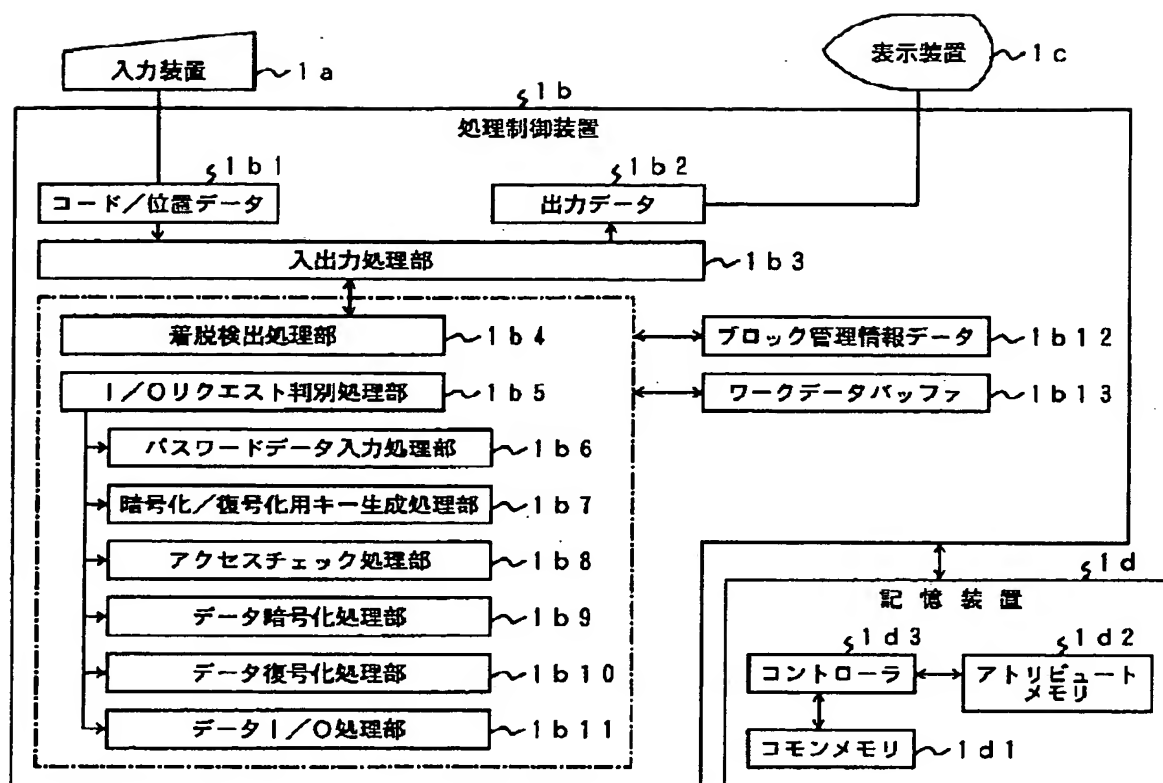 入力装置 1a
表示装置 1c
1b
処理制御装置
1b1
コード/位置データ
1b2
出力データ
入出力処理部 1b3
着脱検出処理部 1b4
I/Oリクエスト判別処理部 1b5
パスワードデータ入力処理部 1b6
暗号化/復号化用キー生成処理部 1b7
アクセスチェック処理部 1b8
データ暗号化処理部 1b9
データ復号化処理部 1b10
データI/O処理部 1b11
ブロック管理情報データ 1b12
ワークデータバッファ 1b13
1d
記憶装置
1d3
コントローラ
1d2
アトリビュート
メモリ
コモンメモリ 1d1